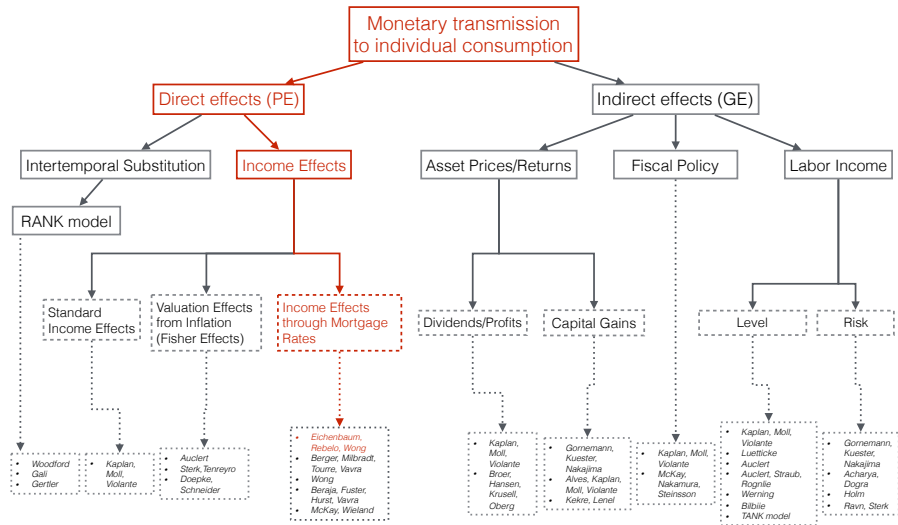 Monetary transmission
to individual consumption
Direct effects (PE)
Indirect effects (GE)
Intertemporal Substitution
Income Effects
Asset Prices/Returns
Fiscal Policy
Labor Income
RANK model
Standard
Income Effects
Valuation Effects
from Inflation
(Fisher Effects)
Income Effects
through Mortgage
Rates
Dividends/Profits
Capital Gains
Level
Risk
• Woodford
• Gali
• Gertler
• Kaplan,
Moll,
Violante
• Auclert
• Sterk,Tenreyro
• Doepke,
Schneider
• Eichenbaum,
Rebelo, Wong
• Berger, Milbradt,
Tourre, Vavra
• Wong
• Beraja, Fuster,
Hurst, Vavra
• McKay, Wieland
• Kaplan,
Moll,
Violante
• Broer,
Hansen,
Krusell,
Oberg
• Gornemann,
Kuester,
Nakajima
• Alves, Kaplan,
Moll, Violante
• Kekre, Lenel
• Kaplan, Moll,
Violante
• McKay,
Nakamura,
Steinsson
• Kaplan, Moll,
Violante
• Luetticke
• Auclert
• Auclert, Straub,
Rognlie
• Werning
• Bilbiie
• TANK model
• Gornemann,
Kuester,
Nakajima
• Acharya,
Dogra
• Holm
• Ravn, Sterk